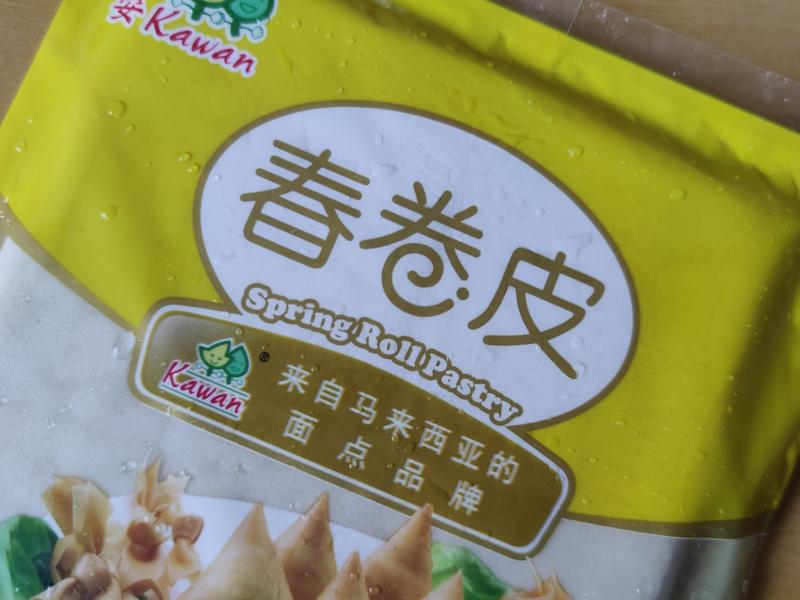 安 Kawan
春卷皮
Spring Roll Pastry
Kawan ®
来自马来西亚的
面点品牌